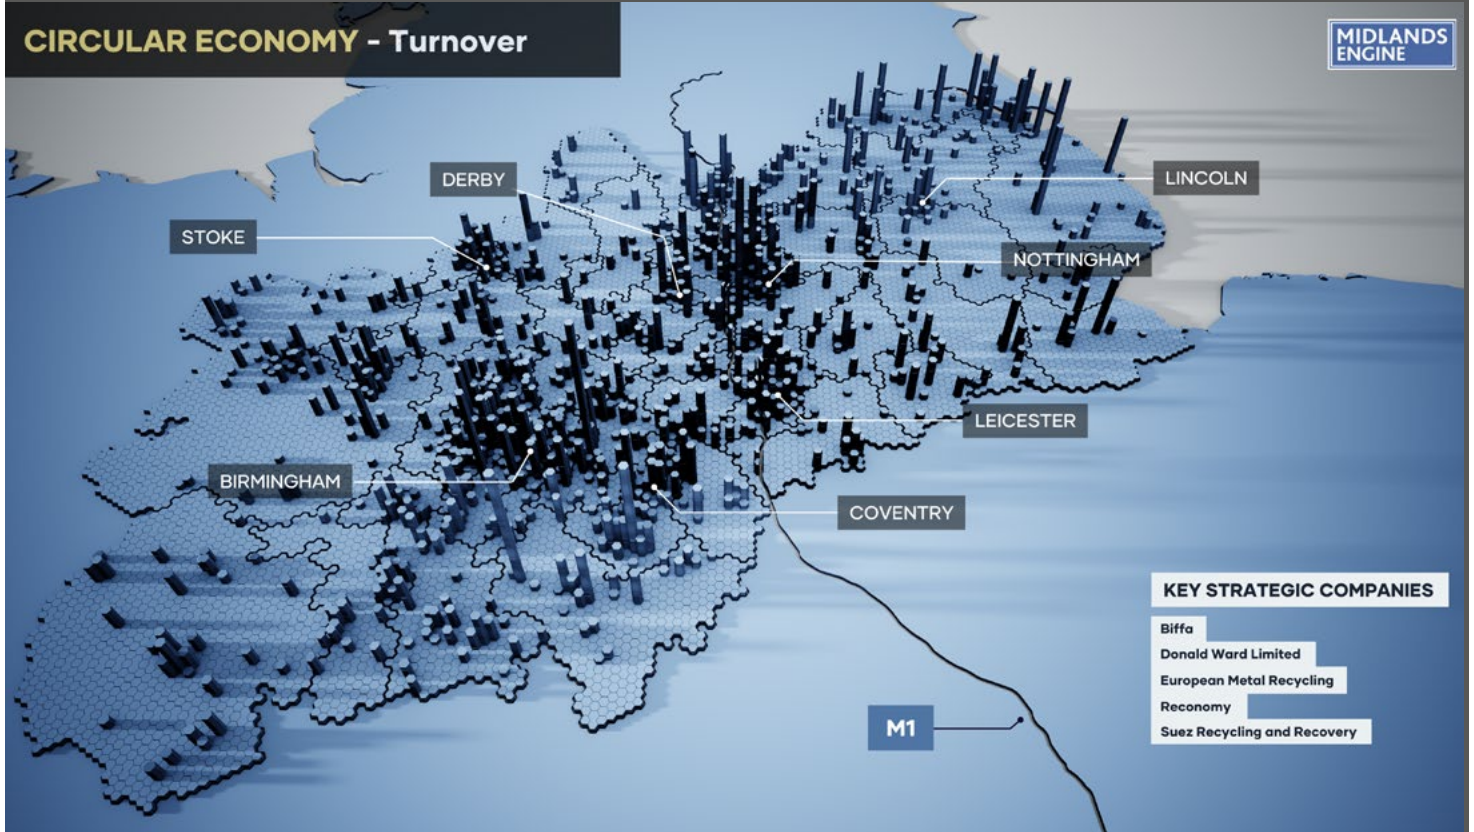 CIRCULAR ECONOMY - Turnover
MIDLANDS
ENGINE
DERBY
LINCOLN
STOKE
NOTTINGHAM
LEICESTER
BIRMINGHAM
COVENTRY
KEY STRATEGIC COMPANIES
Biffa
Donald Ward Limited
European Metal Recycling
Reconomy
Suez Recycling and Recovery
M1